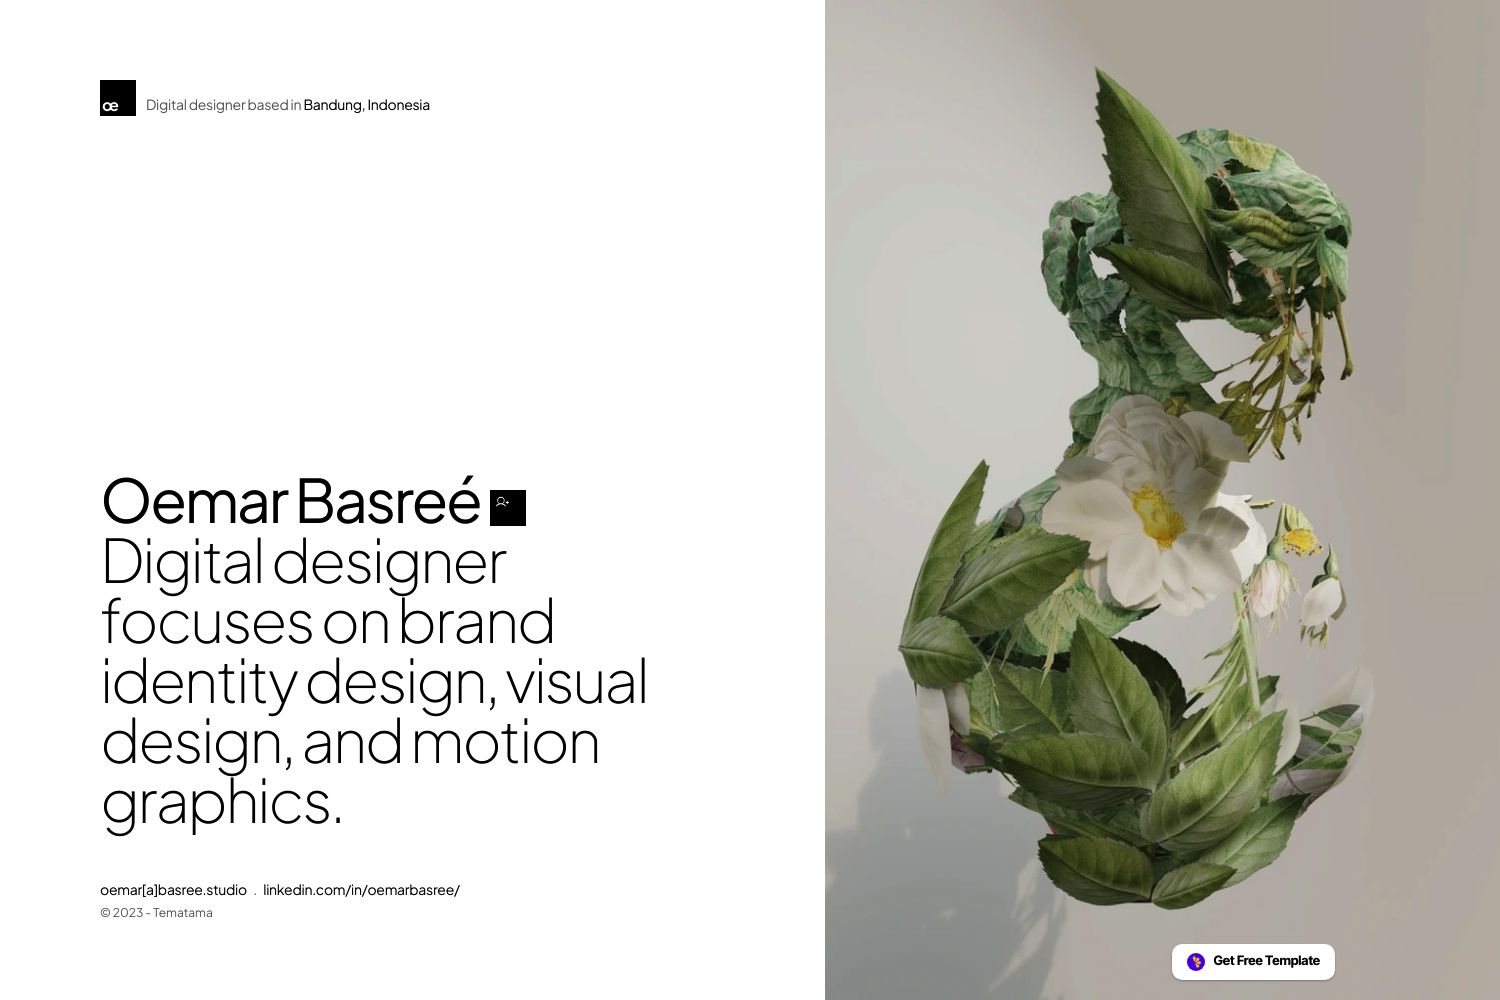 œ
Digital designer based in Bandung, Indonesia
Oemar Basreé
Digital designer
focuses on brand
identity design, visual
design, and motion
graphics.
oemar[a]basree.studio . linkedin.com/in/oemarbasree/
© 2023 - Tematama
Get Free Template